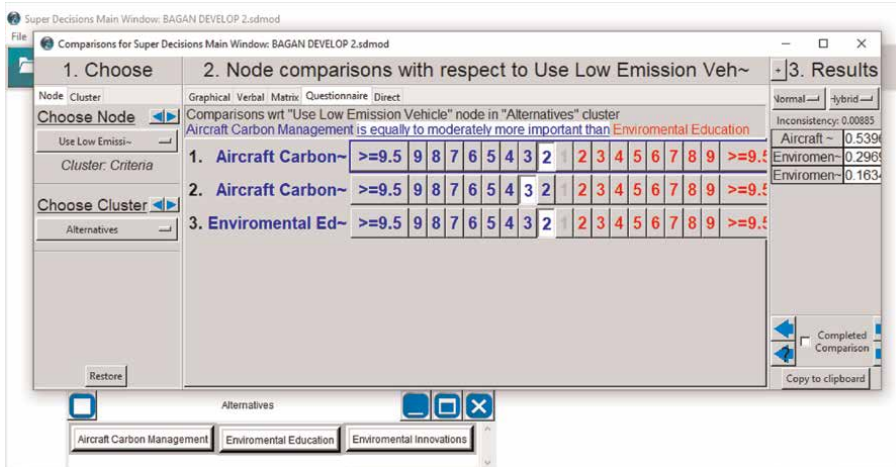 Super Decisions Main Window: BAGAN DEVELOP 2.sdmod
File
Comparisons for Super Decisions Main Window: BAGAN DEVELOP 2.sdmod
1. Choose
2. Node comparisons with respect to Use Low Emission Veh~
+ 3. Results
Node Cluster
Graphical Verbal Matrix Questionnaire Direct
Normal Hybrid
Choose Node
Comparisons wrt "Use Low Emission Vehicle" node in "Alternatives" cluster
Aircraft Carbon Management is equally to moderately more important than Enviromental Education
Inconsistency: 0.00885
Use Low Emissi~
Cluster: Criteria
1. Aircraft Carbon~ >=9.5 9 8 7 6 5 4 3 2 1 2 3 4 5 6 7 8 9 >=9.5
2. Aircraft Carbon~ >=9.5 9 8 7 6 5 4 3 2 1 2 3 4 5 6 7 8 9 >=9.5
3. Enviromental Ed~ >=9.5 9 8 7 6 5 4 3 2 1 2 3 4 5 6 7 8 9 >=9.5
Aircraft ~ 0.539
Enviromen~ 0.296
Enviromen~ 0.163
Choose Cluster
Alternatives
Restore
?
Completed
Comparison
Copy to clipboard
Alternatives
Aircraft Carbon Management Enviromental Education Enviromental Innovations